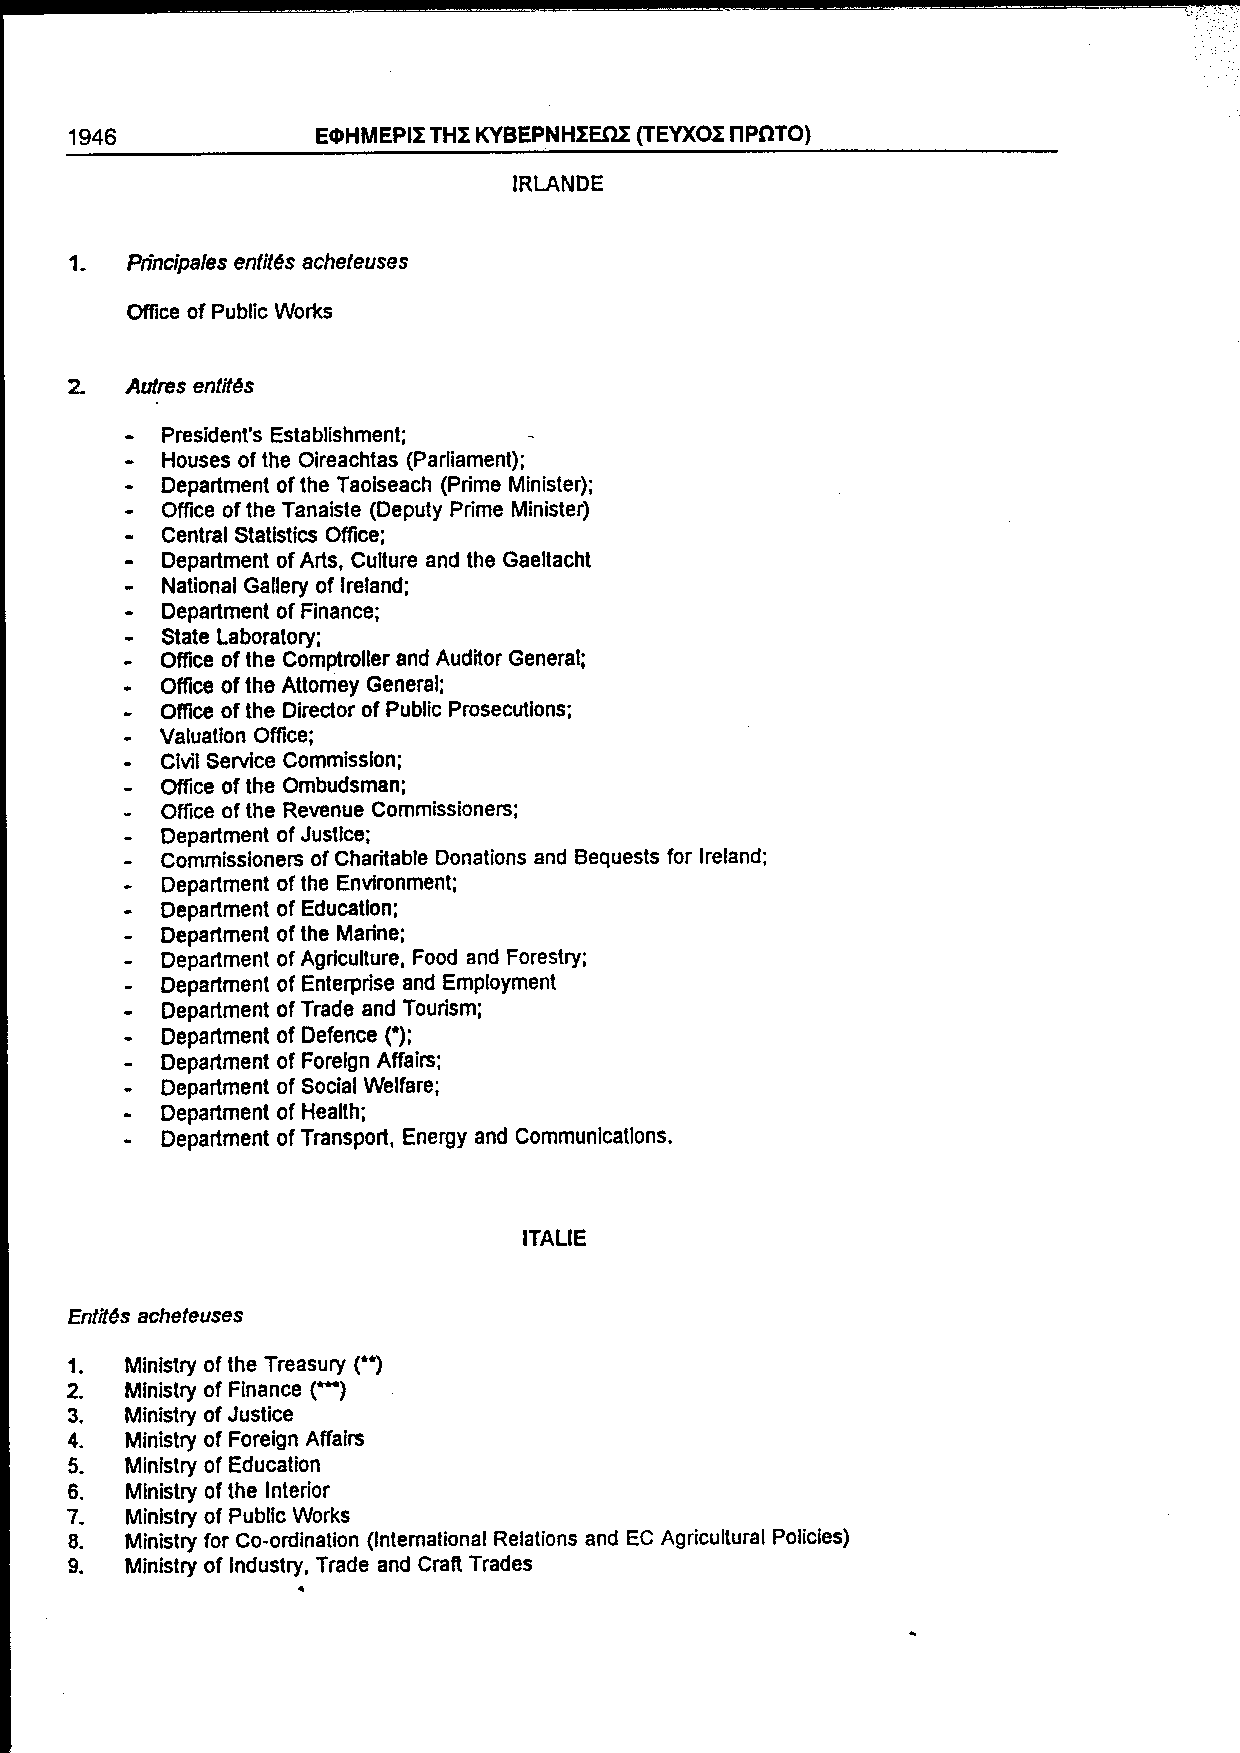 1946 ΕΦΗΜΕΡΙΣ ΤΗΣ ΚΥΒΕΡΝΗΣΕΩΣ (ΤΕΥΧΟΣ ΠΡΩΤΟ)
IRLANDE
1. Principales entités acheteuses
Office of Public Works
2. Autres entités
- President's Establishment;
- Houses of the Oireachtas (Parliament);
- Department of the Taoiseach (Prime Minister);
- Office of the Tanaiste (Deputy Prime Minister)
- Central Statistics Office;
- Department of Arts, Culture and the Gaeltacht
- National Gallery of Ireland;
- Department of Finance;
- State Laboratory;
- Office of the Comptroller and Auditor General;
- Office of the Attorney General;
- Office of the Director of Public Prosecutions;
- Valuation Office;
- Civil Service Commission;
- Office of the Ombudsman;
- Office of the Revenue Commissioners;
- Department of Justice;
- Commissioners of Charitable Donations and Bequests for Ireland;
- Department of the Environment;
- Department of Education;
- Department of the Marine;
- Department of Agriculture, Food and Forestry;
- Department of Enterprise and Employment
- Department of Trade and Tourism;
- Department of Defence (*);
- Department of Foreign Affairs;
- Department of Social Welfare;
- Department of Health;
- Department of Transport, Energy and Communications.
ITALIE
Entités acheteuses
1. Ministry of the Treasury (**)
2. Ministry of Finance (***)
3. Ministry of Justice
4. Ministry of Foreign Affairs
5. Ministry of Education
6. Ministry of the Interior
7. Ministry of Public Works
8. Ministry for Co-ordination (International Relations and EC Agricultural Policies)
9. Ministry of Industry, Trade and Craft Trades